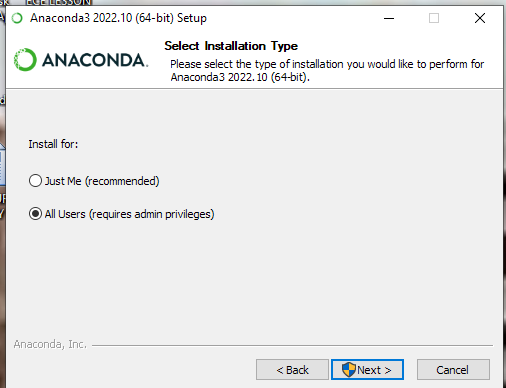 Anaconda3 2022.10 (64-bit) Setup
Select Installation Type
Please select the type of installation you would like to perform for
Anaconda3 2022.10 (64-bit).
ANACONDA.
Install for:
Just Me (recommended)
All Users (requires admin privileges)
Anaconda, Inc.
< Back
Next >
Cancel